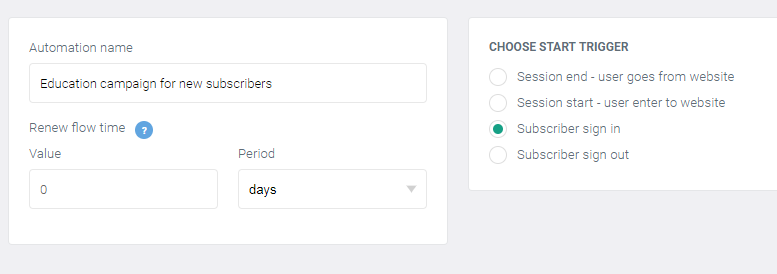 Automation name
Education campaign for new subscribers
Renew flow time ?
Value
Period
0
days
CHOOSE START TRIGGER
Session end - user goes from website
Session start - user enter to website
Subscriber sign in
Subscriber sign out